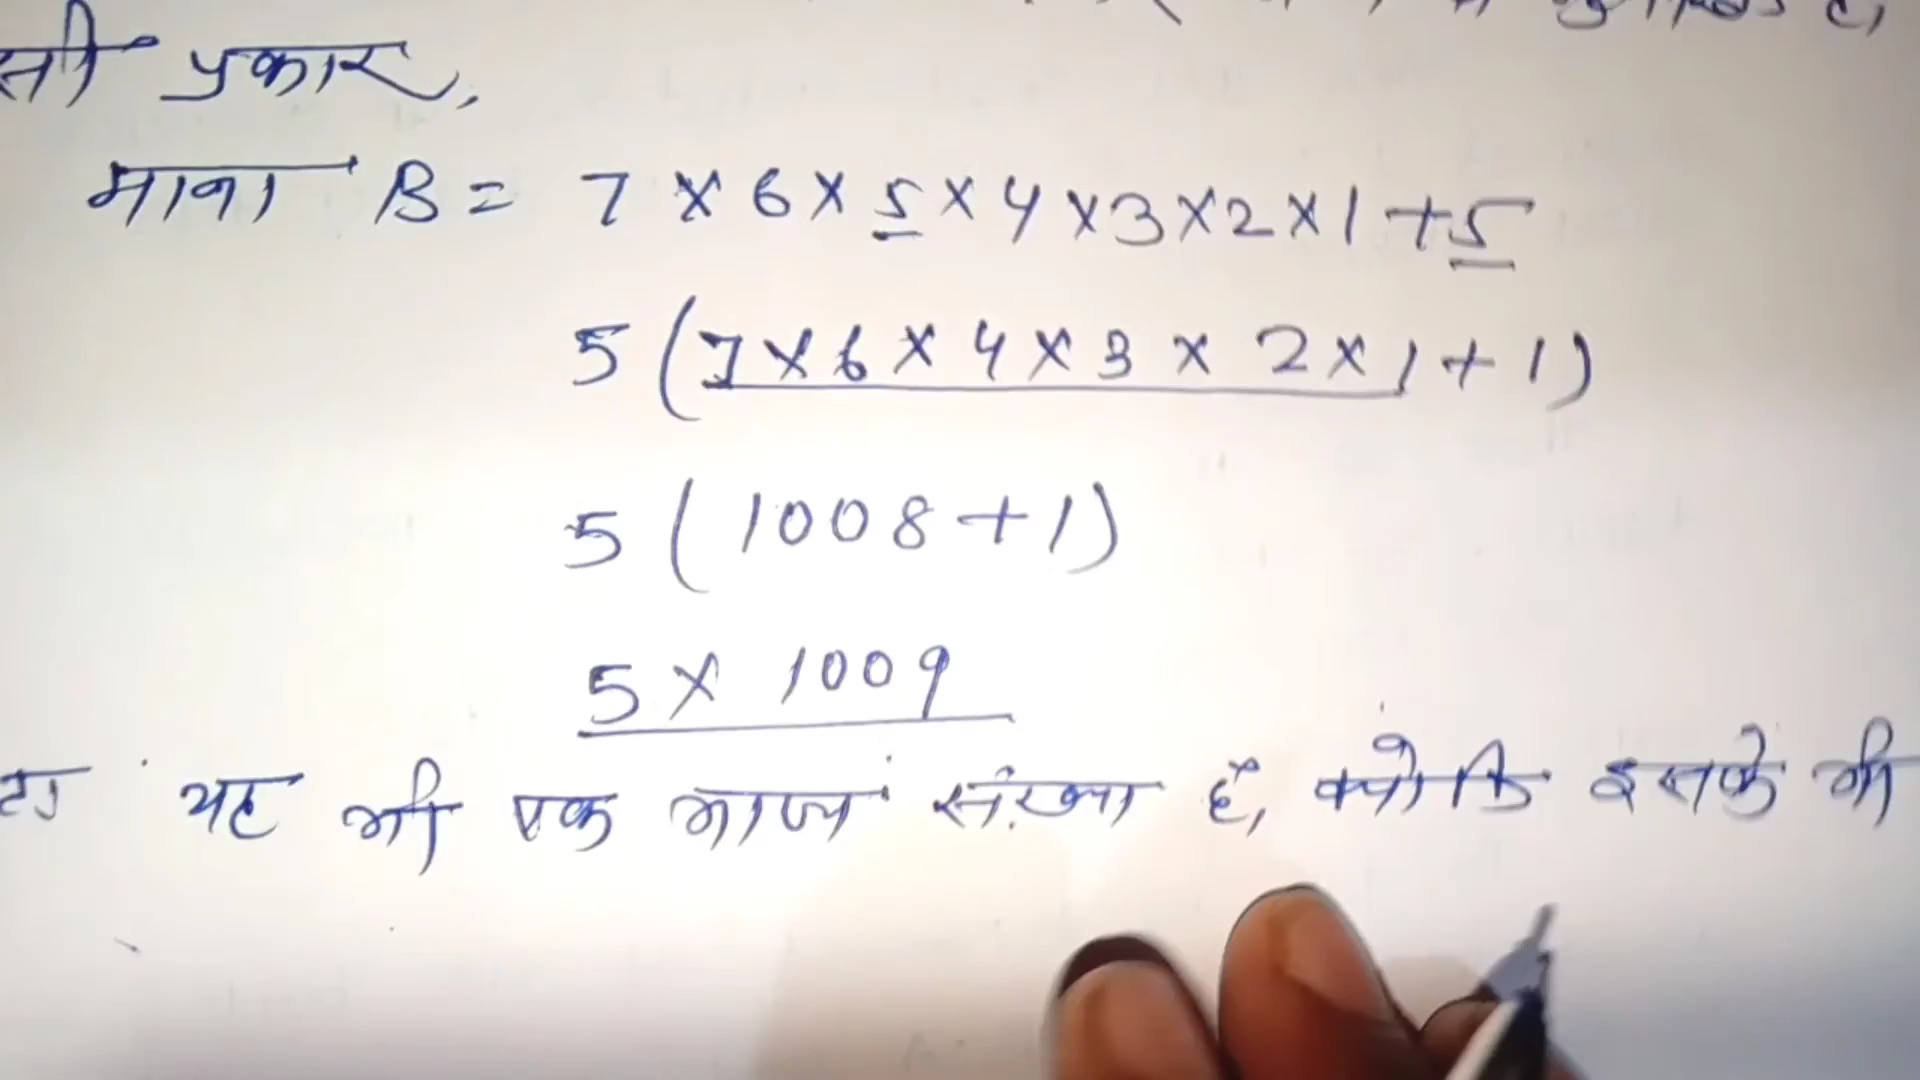 सी प्रकार,
माना B = 7 × 6 × 5 × 4 × 3 × 2 × 1 + 5
5 ( 7 × 6 × 4 × 3 × 2 × 1 + 1 )
5 ( 1008 + 1 )
5 × 1009
यह भी एक भाज्य संख्या है, क्योकि इसके भी